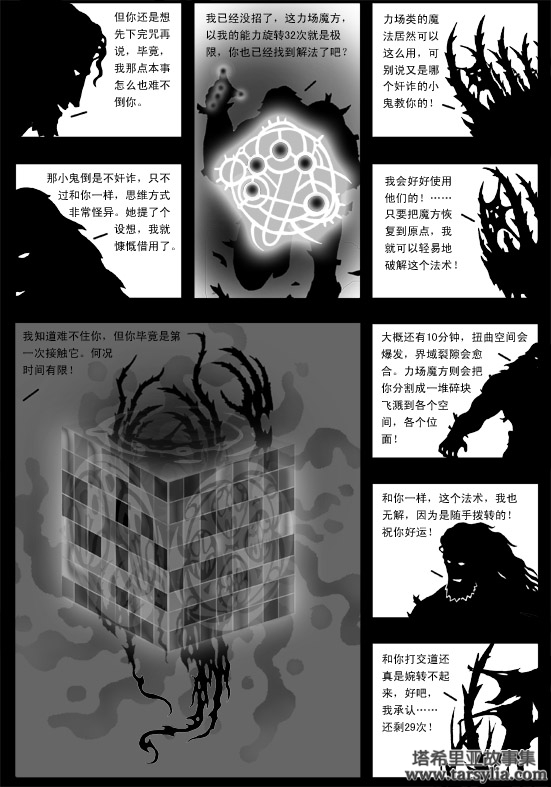 但你还是想
先下完咒再
说，毕竟，
我那点本事
怎么也难不
倒你。
我已经没招了，这力场魔方，
以我的能力旋转32次就是极
限，你也已经找到解法了吧？
力场类的魔
法居然可以
这么用，可
别说又是哪
个奸诈的小
鬼教你的！
那小鬼倒是不奸诈，只不
过和你一样，思维方式
非常怪异。她提了个
设想，我就
慷慨借用了。
我会好好使用
他们的！……
只要把魔方恢
复到原点，我
就可以轻易地
破解这个法术！
我知道难不住你，但你毕竟是第
一次接触它。何况
时间有限！
大概还有10分钟，扭曲空间会
爆发，界域裂隙会愈
合。力场魔方则会把
你分割成一堆碎块
飞溅到各个空
间，各个位
面！
和你一样，这个法术，我也
无解，因为是随手拨转的！
祝你好运！
和你打交道还
真是婉转不起
来，好吧，
我承认……
还剩29次！
塔希里亚故事集
www.tarsylia.com